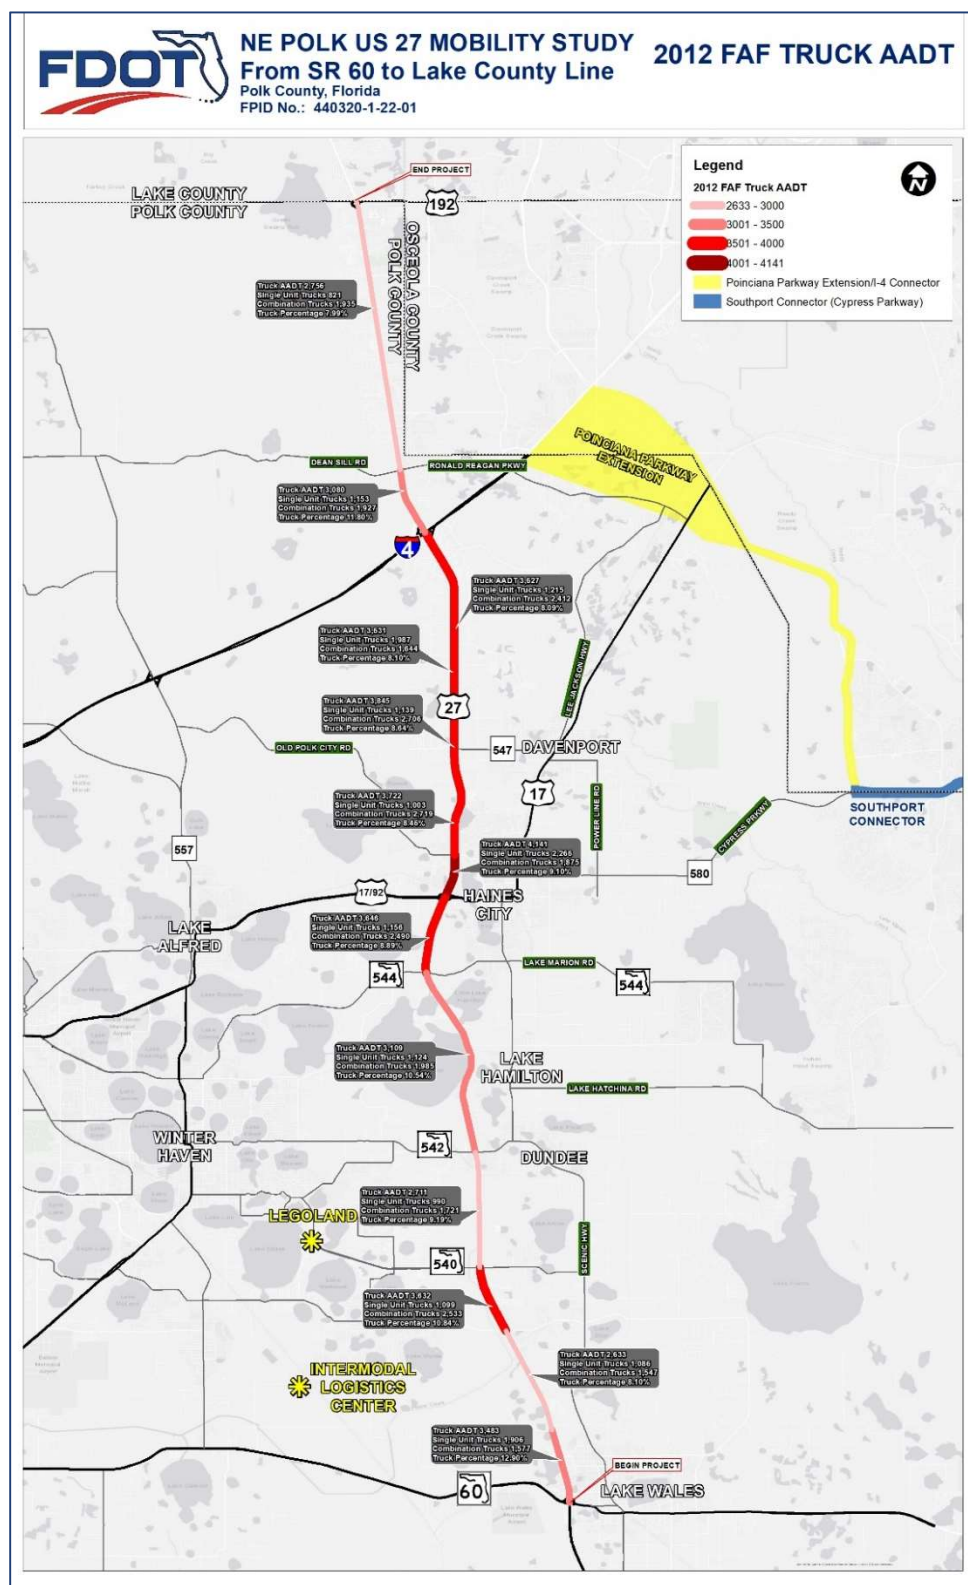 FDOT
NE POLK US 27 MOBILITY STUDY
From SR 60 to Lake County Line
Polk County, Florida
FPID No.: 440320-1-22-01
2012 FAF TRUCK AADT
Legend
2012 FAF Truck AADT
2633 - 3000
3001 - 3500
3501 - 4000
4001 - 4141
Poinciana Parkway Extension/I-4 Connector
Southport Connector (Cypress Parkway)
N
END PROJECT
LAKE COUNTY
POLK COUNTY
192
OSCEOLA COUNTY
POLK COUNTY
Truck AADT 2,756
Single Unit Trucks 821
Combination Trucks 1,935
Truck Percentage 7.99%
DEAN SILL RD
RONALD REAGAN PKWY
POINCIANA PARKWAY
EXTENSION
Truck AADT 3,080
Single Unit Trucks 1,153
Combination Trucks 1,927
Truck Percentage 11.80%
4
Truck AADT 3,627
Single Unit Trucks 1,215
Combination Trucks 2,412
Truck Percentage 8.09%
Truck AADT 3,631
Single Unit Trucks 1,987
Combination Trucks 1,644
Truck Percentage 8.10%
LEE JACKSON HWY
Truck AADT 3,845
Single Unit Trucks 1,139
Combination Trucks 2,706
Truck Percentage 8.64%
27
OLD POLK CITY RD
547
DAVENPORT
17
Truck AADT 3,722
Single Unit Trucks 1,003
Combination Trucks 2,719
Truck Percentage 8.46%
POWER LINE RD
CYPRESS PRKWAY
SOUTHPORT
CONNECTOR
557
Truck AADT 4,141
Single Unit Trucks 2,266
Combination Trucks 1,875
Truck Percentage 9.10%
580
17/92
HAINES
CITY
LAKE
ALFRED
Truck AADT 3,646
Single Unit Trucks 1,156
Combination Trucks 2,490
Truck Percentage 8.89%
544
LAKE MARION RD
544
Truck AADT 3,109
Single Unit Trucks 1,124
Combination Trucks 1,985
Truck Percentage 10.54%
LAKE
HAMILTON
LAKE HATCHINA RD
WINTER
HAVEN
542
DUNDEE
Truck AADT 2,711
Single Unit Trucks 990
Combination Trucks 1,721
Truck Percentage 9.19%
LEGOLAND
540
SCENIC HWY
Truck AADT 3,632
Single Unit Trucks 1,099
Combination Trucks 2,533
Truck Percentage 10.84%
Truck AADT 2,633
Single Unit Trucks 1,086
Combination Trucks 1,547
Truck Percentage 8.10%
INTERMODAL
LOGISTICS
CENTER
Truck AADT 3,483
Single Unit Trucks 1,906
Combination Trucks 1,577
Truck Percentage 12.90%
BEGIN PROJECT
60
LAKE WALES